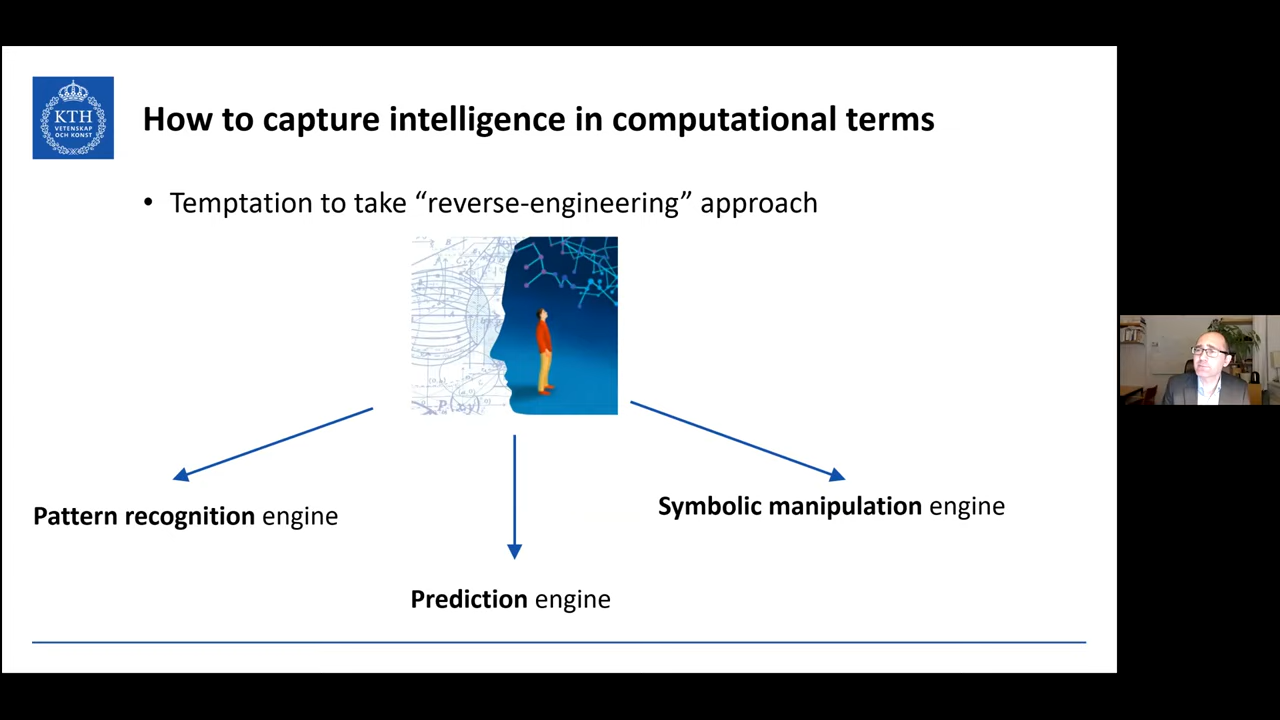 KTH
VETENSKAP
OCH KONST
How to capture intelligence in computational terms
• Temptation to take “reverse-engineering” approach
P(x,y)
Pattern recognition engine
Symbolic manipulation engine
Prediction engine